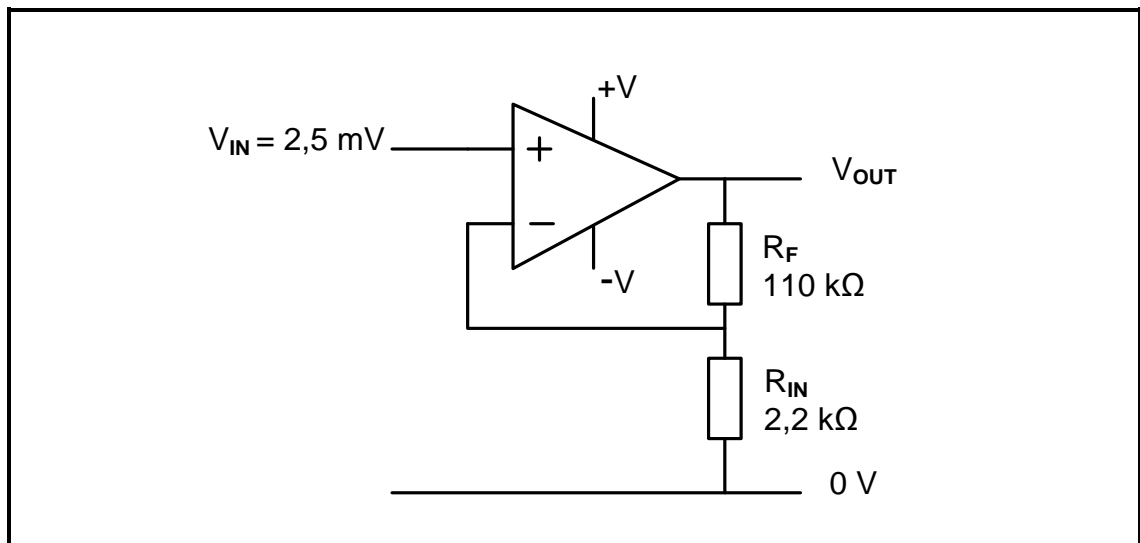 +V
V_IN = 2,5 mV
+
V_OUT
−
R_F
110 kΩ
-V
R_IN
2,2 kΩ
0 V